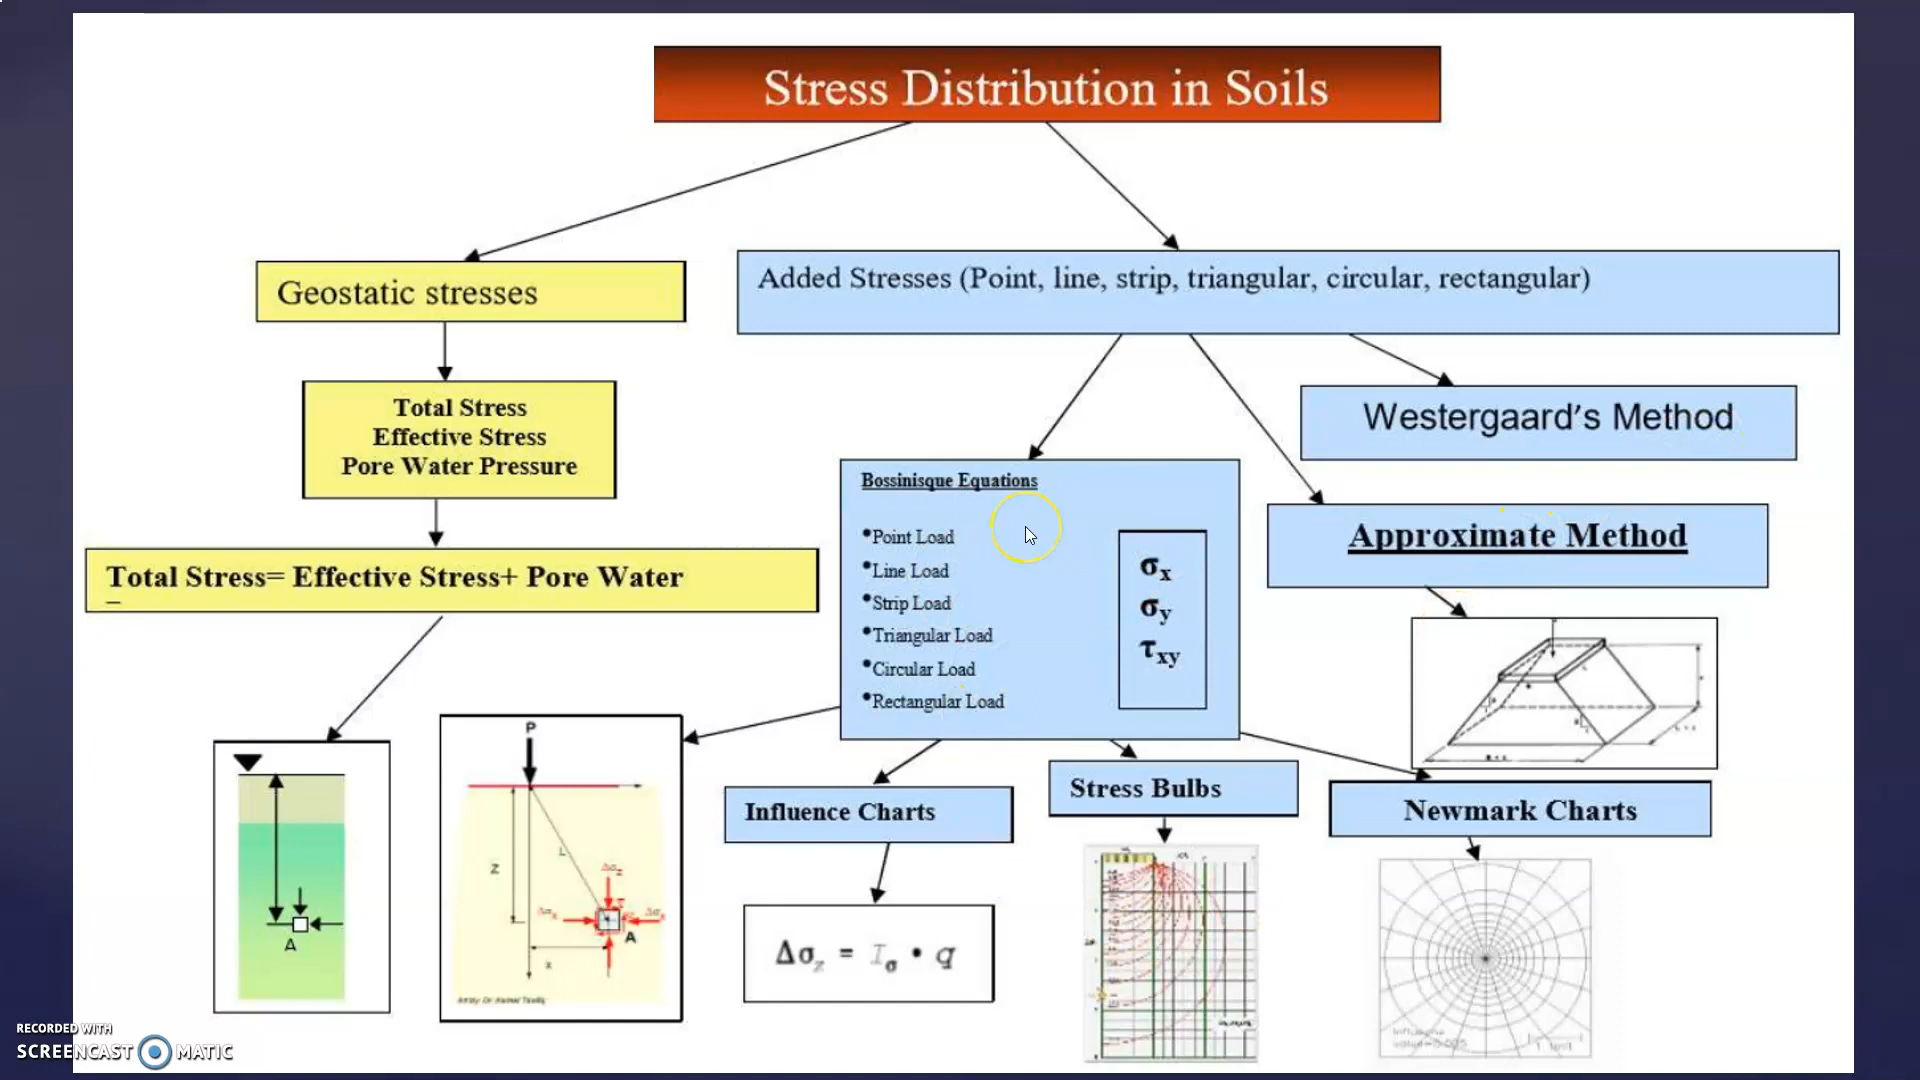 Stress Distribution in Soils
Geostatic stresses
Added Stresses (Point, line, strip, triangular, circular, rectangular)
Total Stress
Effective Stress
Pore Water Pressure
Westergaard's Method
Bossinisque Equations
•Point Load
•Line Load
•Strip Load
•Triangular Load
•Circular Load
•Rectangular Load
σx
σy
τxy
Approximate Method
Total Stress= Effective Stress+ Pore Water
P
L
Z
Δσz
A
x
A
Influence Charts
Stress Bulbs
Newmark Charts
Δσz = Iσ • q
RECORDED WITH
SCREENCAST MATIC